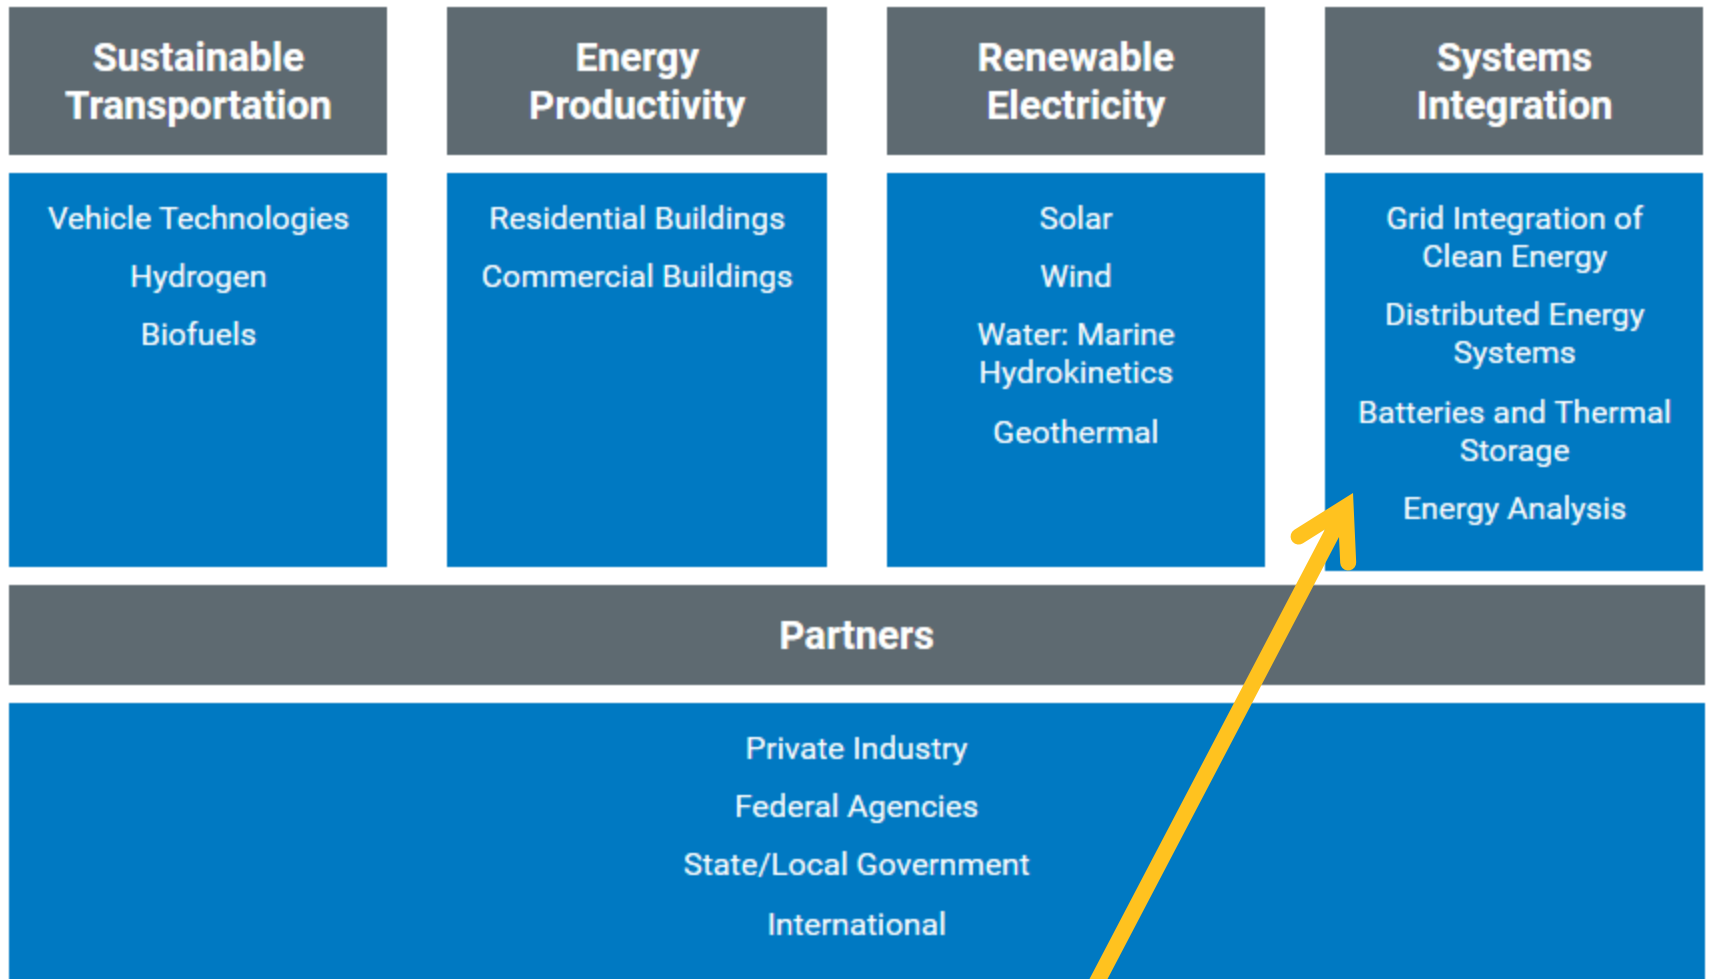 Sustainable
Transportation
Vehicle Technologies
Hydrogen
Biofuels
Energy
Productivity
Residential Buildings
Commercial Buildings
Renewable
Electricity
Solar
Wind
Water: Marine
Hydrokinetics
Geothermal
Systems
Integration
Grid Integration of
Clean Energy
Distributed Energy
Systems
Batteries and Thermal
Storage
Energy Analysis
Partners
Private Industry
Federal Agencies
State/Local Government
International